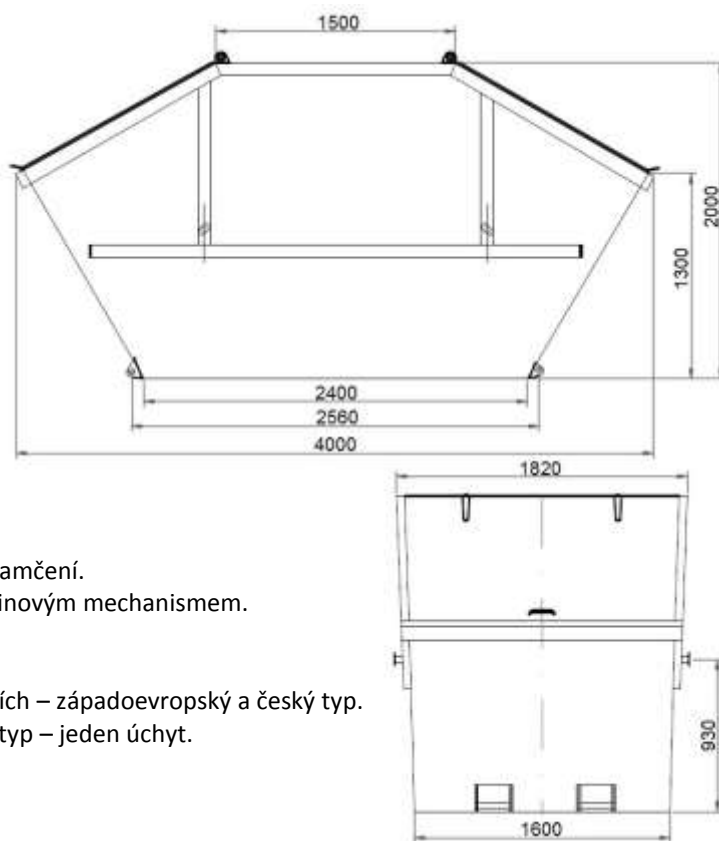 1500
2000
1300
2400
2560
4000
1820
amčení.
inovým mechanismem.
ích – západoevropský a český typ.
typ – jeden úchyt.
930
1600